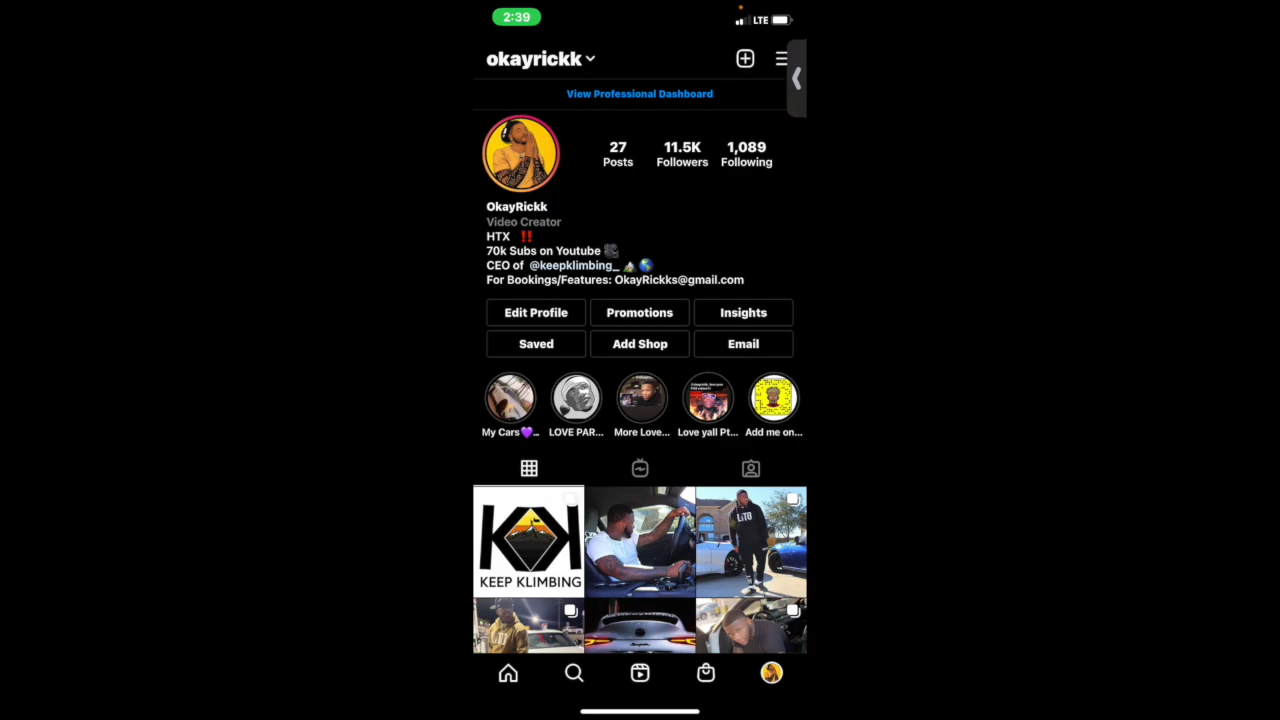 2:39
LTE
okayrickk
View Professional Dashboard
27 11.5K 1,089
Posts Followers Following
OkayRickk
Video Creator
HTX ‼️
70k Subs on Youtube 🎥
CEO of @keepklimbing_ ⛰️🌎
For Bookings/Features: OkayRickks@gmail.com
Edit Profile Promotions Insights
Saved Add Shop Email
My Cars💜... LOVE PAR... More Love... Love yall Pt... Add me on...
KK
KEEP KLIMBING
LITO